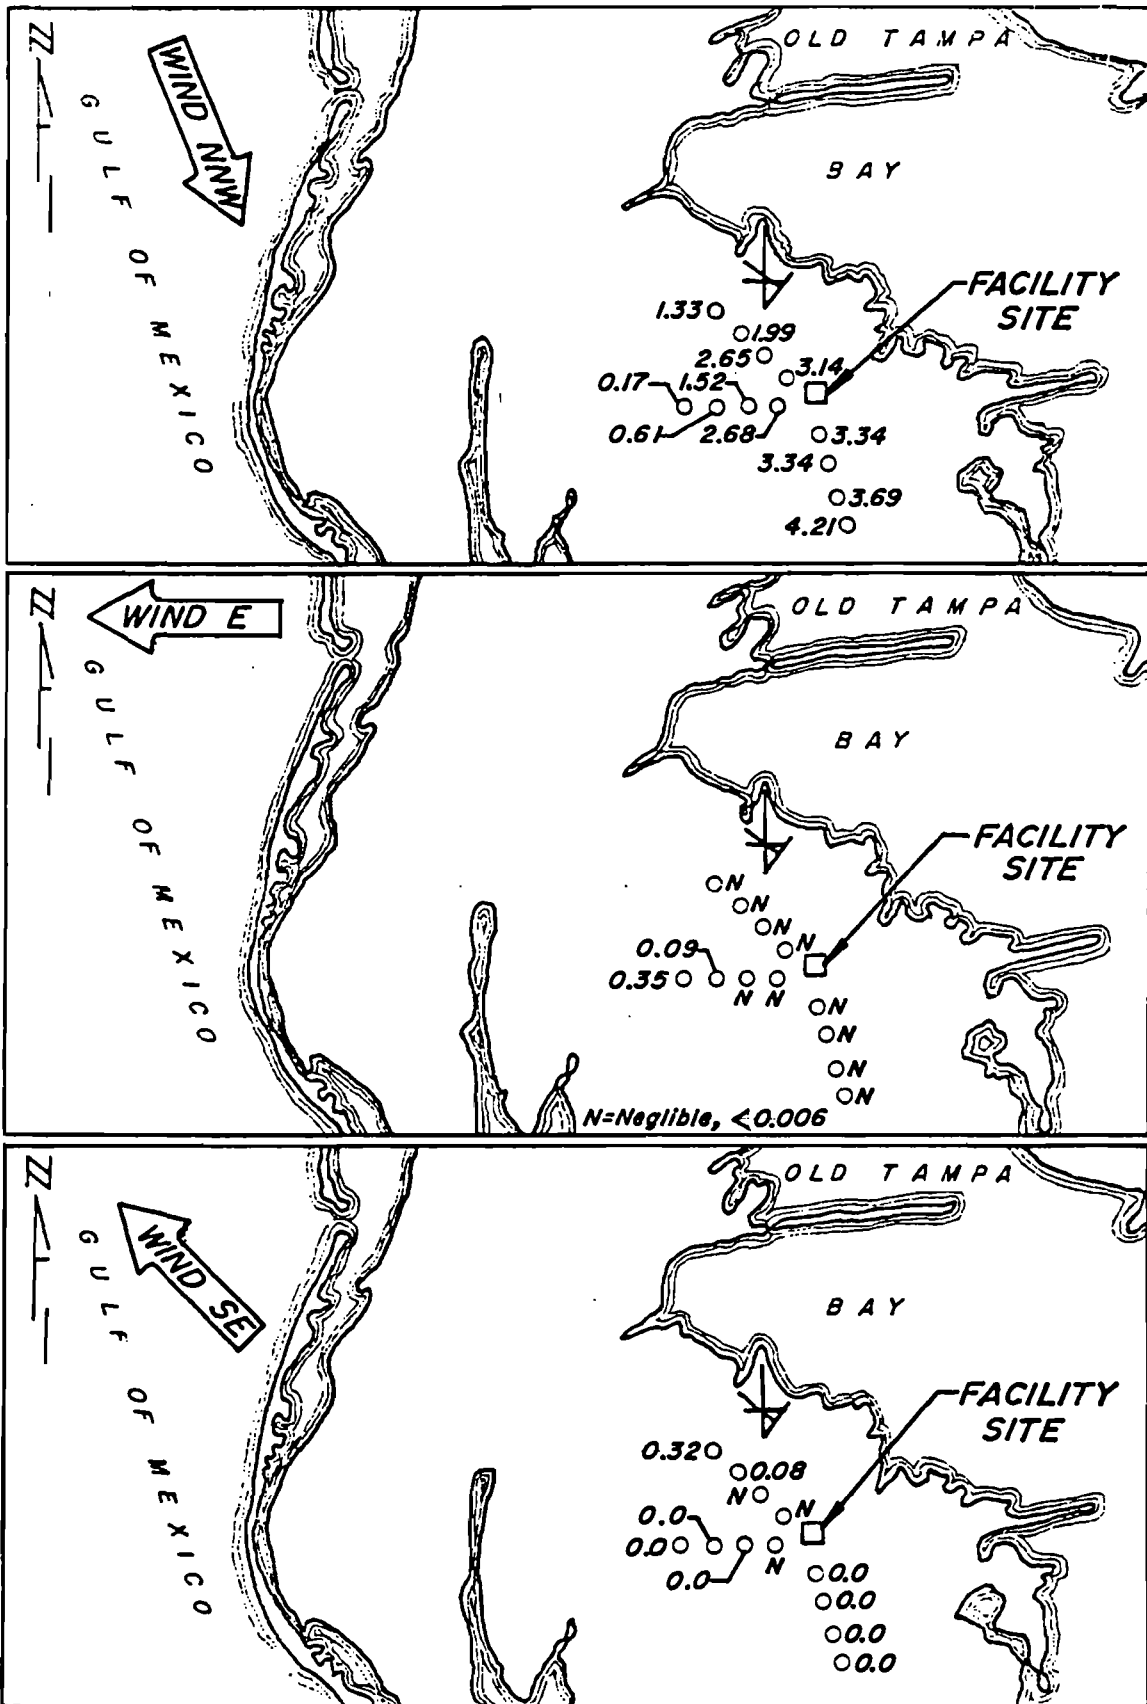 OLD TAMPA
BAY
WIND NNW
GULF OF MEXICO
FACILITY
SITE
1.33
1.99
2.65
3.14
0.17
1.52
0.61
2.68
3.34
3.34
3.69
4.21
WIND E
OLD TAMPA
BAY
GULF OF MEXICO
FACILITY
SITE
N
N
N
N
0.09
0.35
N N
N
N
N
N
N=Neglible, <0.006
OLD TAMPA
BAY
WIND SE
GULF OF MEXICO
FACILITY
SITE
0.32
0.08
N
N
0.0
0.0
0.0
N
0.0
0.0
0.0
0.0